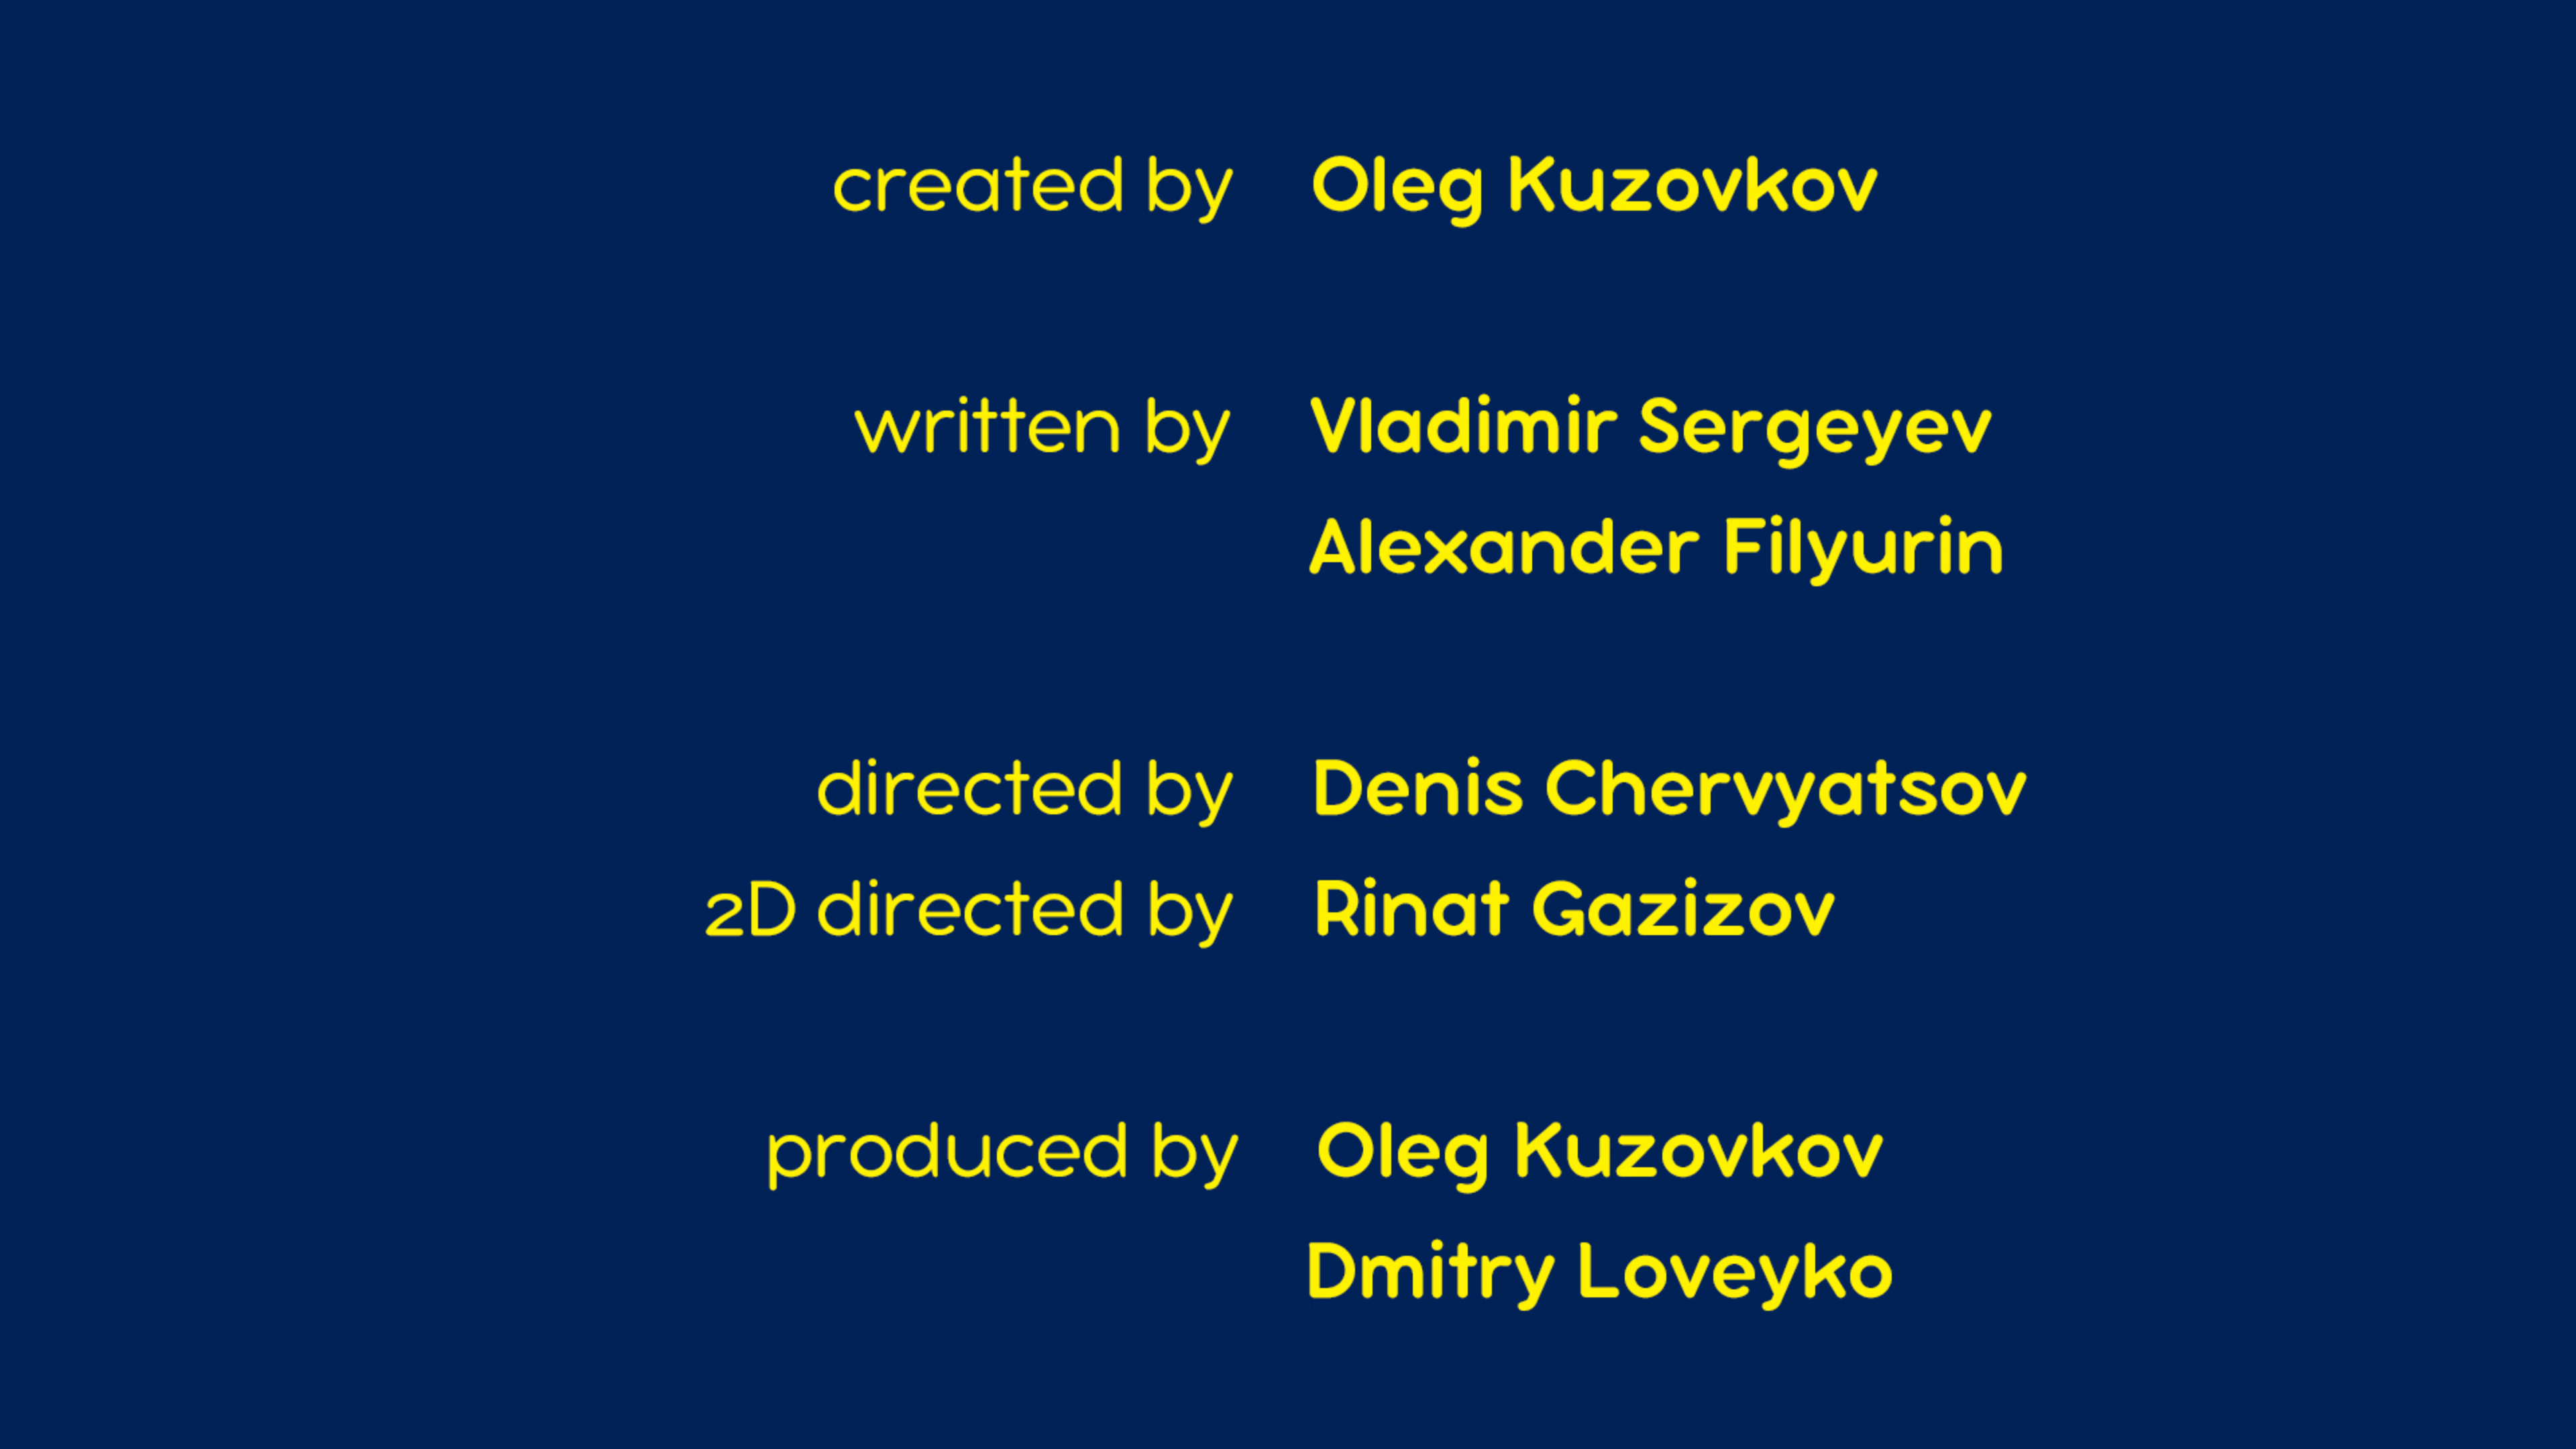 created by Oleg Kuzovkov
written by Vladimir Sergeyev
Alexander Filyurin
directed by Denis Chervyatsov
2D directed by Rinat Gazizov
produced by Oleg Kuzovkov
Dmitry Loveyko